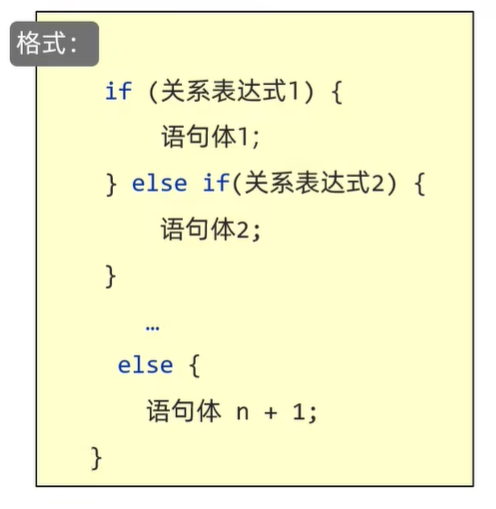 格式：
if (关系表达式1) {
语句体1;
} else if(关系表达式2) {
语句体2;
}
…
else {
语句体 n + 1;
}